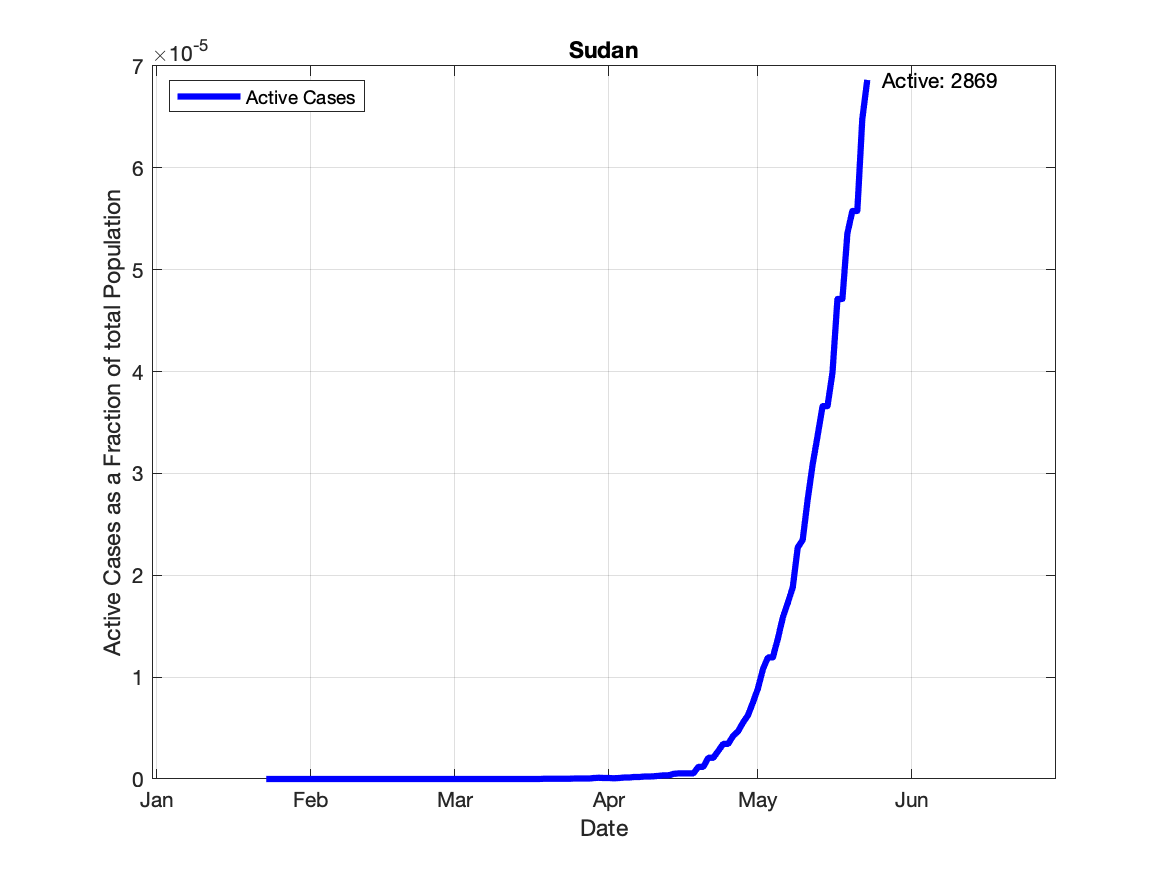 Sudan
×10-5
Active Cases
Active: 2869
7
6
5
4
3
2
1
0
Active Cases as a Fraction of total Population
Jan Feb Mar Apr May Jun
Date